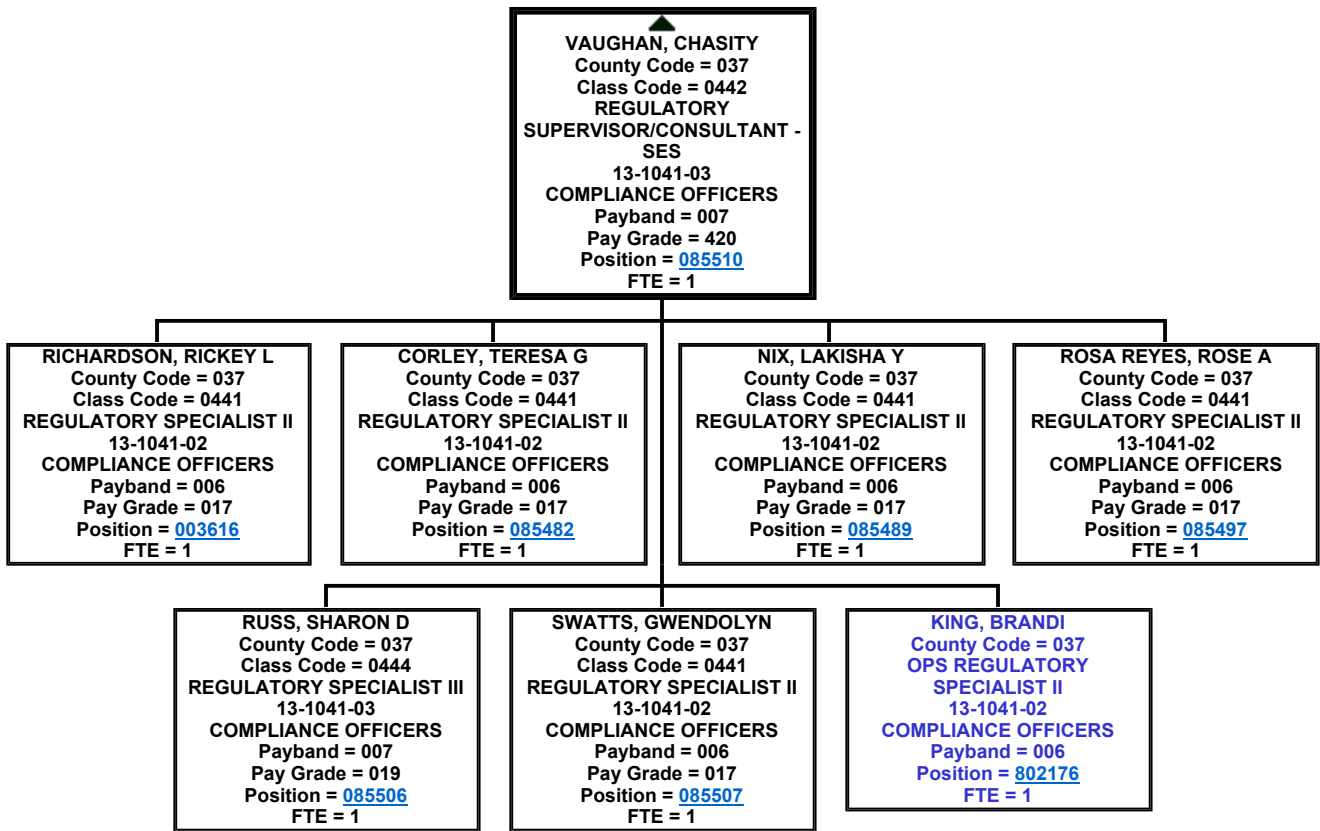 VAUGHAN, CHASITY
County Code = 037
Class Code = 0442
REGULATORY
SUPERVISOR/CONSULTANT -
SES
13-1041-03
COMPLIANCE OFFICERS
Payband = 007
Pay Grade = 420
Position = 085510
FTE = 1
RICHARDSON, RICKEY L
County Code = 037
Class Code = 0441
REGULATORY SPECIALIST II
13-1041-02
COMPLIANCE OFFICERS
Payband = 006
Pay Grade = 017
Position = 003616
FTE = 1
CORLEY, TERESA G
County Code = 037
Class Code = 0441
REGULATORY SPECIALIST II
13-1041-02
COMPLIANCE OFFICERS
Payband = 006
Pay Grade = 017
Position = 085482
FTE = 1
NIX, LAKISHA Y
County Code = 037
Class Code = 0441
REGULATORY SPECIALIST II
13-1041-02
COMPLIANCE OFFICERS
Payband = 006
Pay Grade = 017
Position = 085489
FTE = 1
ROSA REYES, ROSE A
County Code = 037
Class Code = 0441
REGULATORY SPECIALIST II
13-1041-02
COMPLIANCE OFFICERS
Payband = 006
Pay Grade = 017
Position = 085497
FTE = 1
RUSS, SHARON D
County Code = 037
Class Code = 0444
REGULATORY SPECIALIST III
13-1041-03
COMPLIANCE OFFICERS
Payband = 007
Pay Grade = 019
Position = 085506
FTE = 1
SWATTS, GWENDOLYN
County Code = 037
Class Code = 0441
REGULATORY SPECIALIST II
13-1041-02
COMPLIANCE OFFICERS
Payband = 006
Pay Grade = 017
Position = 085507
FTE = 1
KING, BRANDI
County Code = 037
OPS REGULATORY
SPECIALIST II
13-1041-02
COMPLIANCE OFFICERS
Payband = 006
Position = 802176
FTE = 1